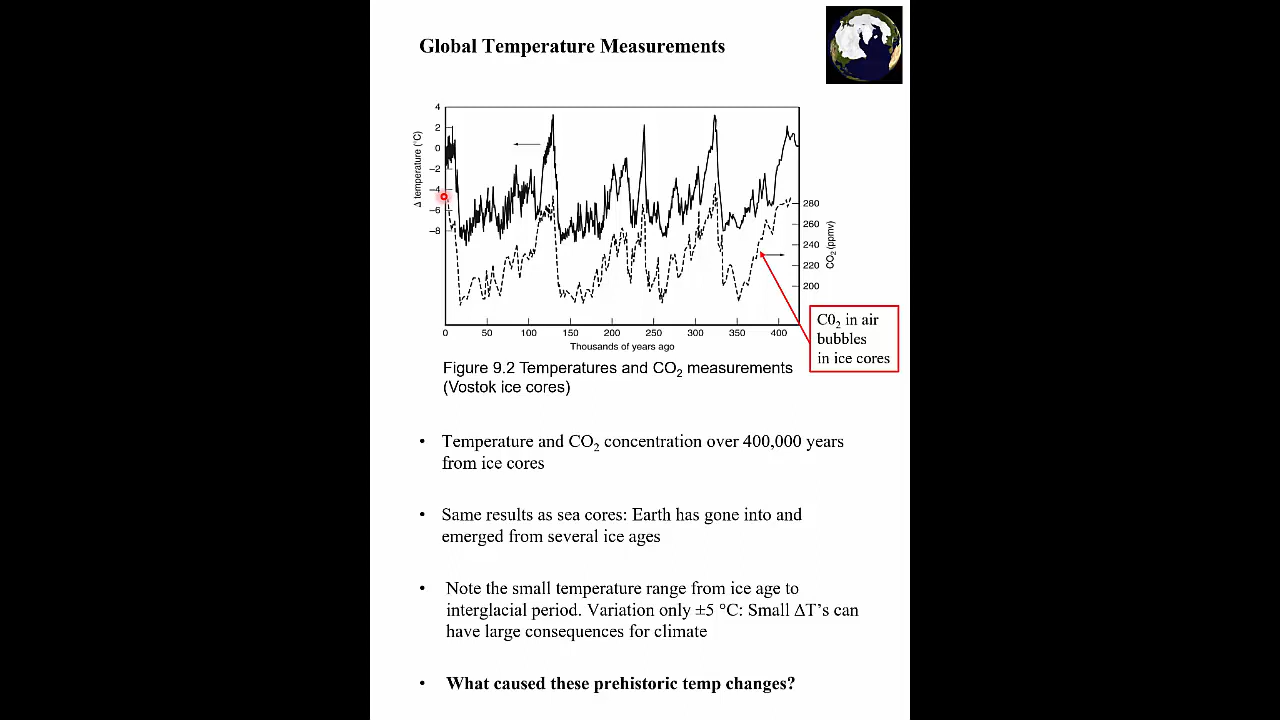 Global Temperature Measurements
4
2
0
−2
−4
−6
−8
Δ temperature (°C)
280
260
240
220
200
CO₂ (ppmv)
0 50 100 150 200 250 300 350 400
Thousands of years ago
C0₂ in air
bubbles
in ice cores
Figure 9.2 Temperatures and CO₂ measurements
(Vostok ice cores)
• Temperature and CO₂ concentration over 400,000 years
from ice cores
• Same results as sea cores: Earth has gone into and
emerged from several ice ages
• Note the small temperature range from ice age to
interglacial period. Variation only ±5 °C: Small ΔT’s can
have large consequences for climate
• What caused these prehistoric temp changes?